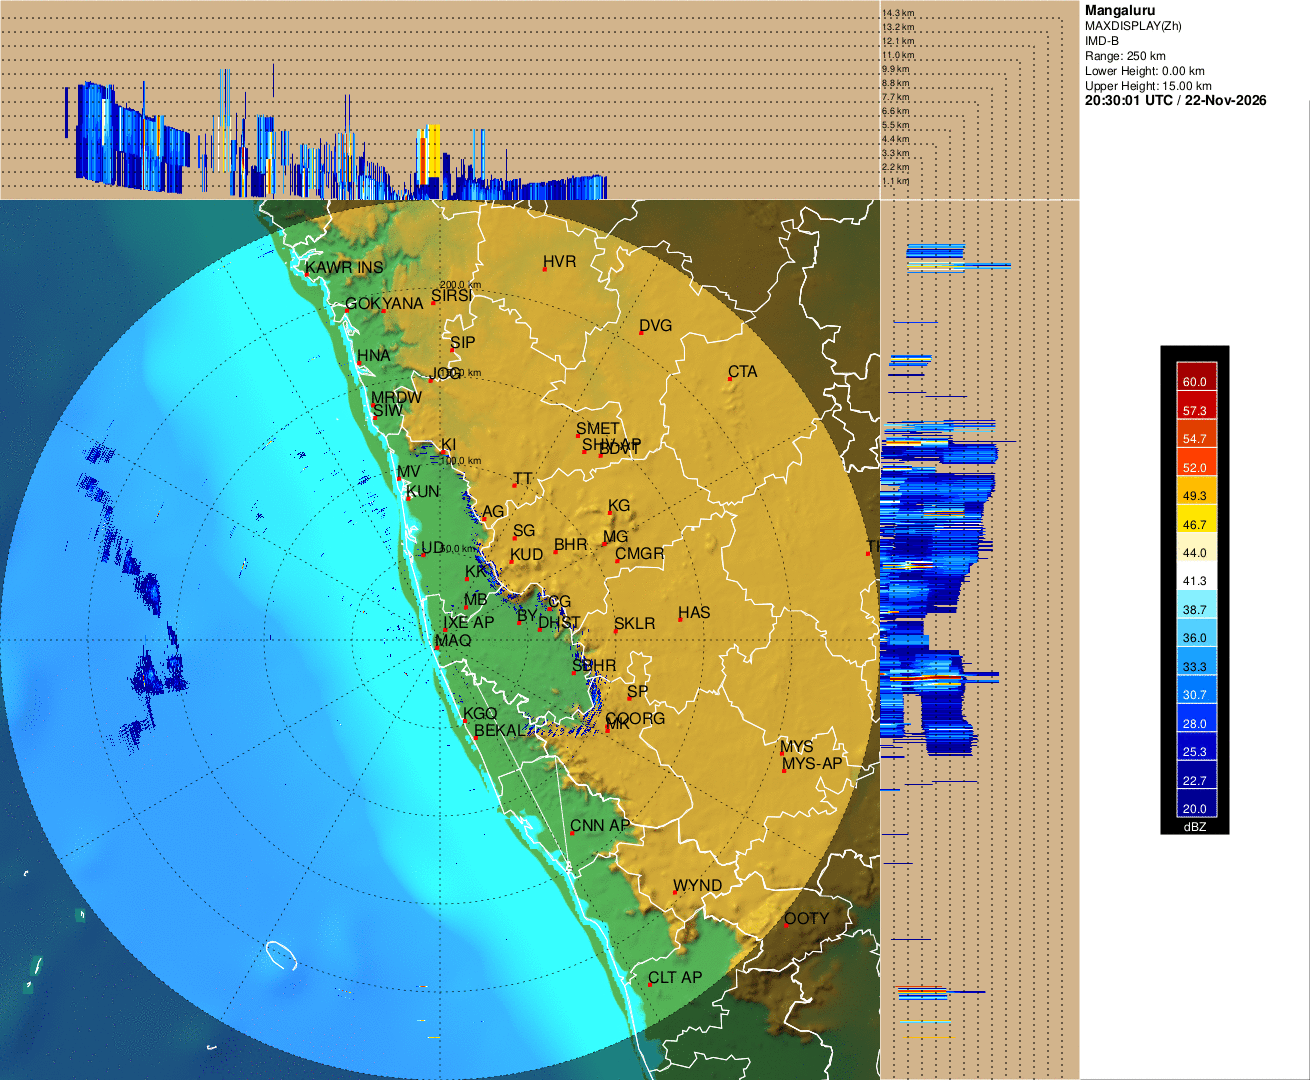 14.3 km
13.2 km
12.1 km
11.0 km
9.9 km
8.8 km
7.7 km
6.6 km
5.5 km
4.4 km
3.3 km
2.2 km
1.1 km
Mangaluru
MAXDISPLAY(Zh)
IMD-B
Range: 250 km
Lower Height: 0.00 km
Upper Height: 15.00 km
20:30:01 UTC / 22-Nov-2026
KAWR INS
HVR
200.0 km
GOKYANA
SIRSI
DVG
SIP
HNA
JOG
CTA
MRDW
SIW
SMET
SHV-AP
BDVT
KI
100.0 km
MV
KUN
TT
AG
KG
SG
MG
UD
50.0 km
KUD
BHR
CMGR
KK
MB
CG
IXE AP
BY
DHST
SKLR
HAS
MAQ
SBHR
SP
KGQ
COORG
MK
BEKAL
MYS
MYS-AP
CNN AP
WYND
OOTY
CLT AP
60.0
57.3
54.7
52.0
49.3
46.7
44.0
41.3
38.7
36.0
33.3
30.7
28.0
25.3
22.7
20.0
dBZ